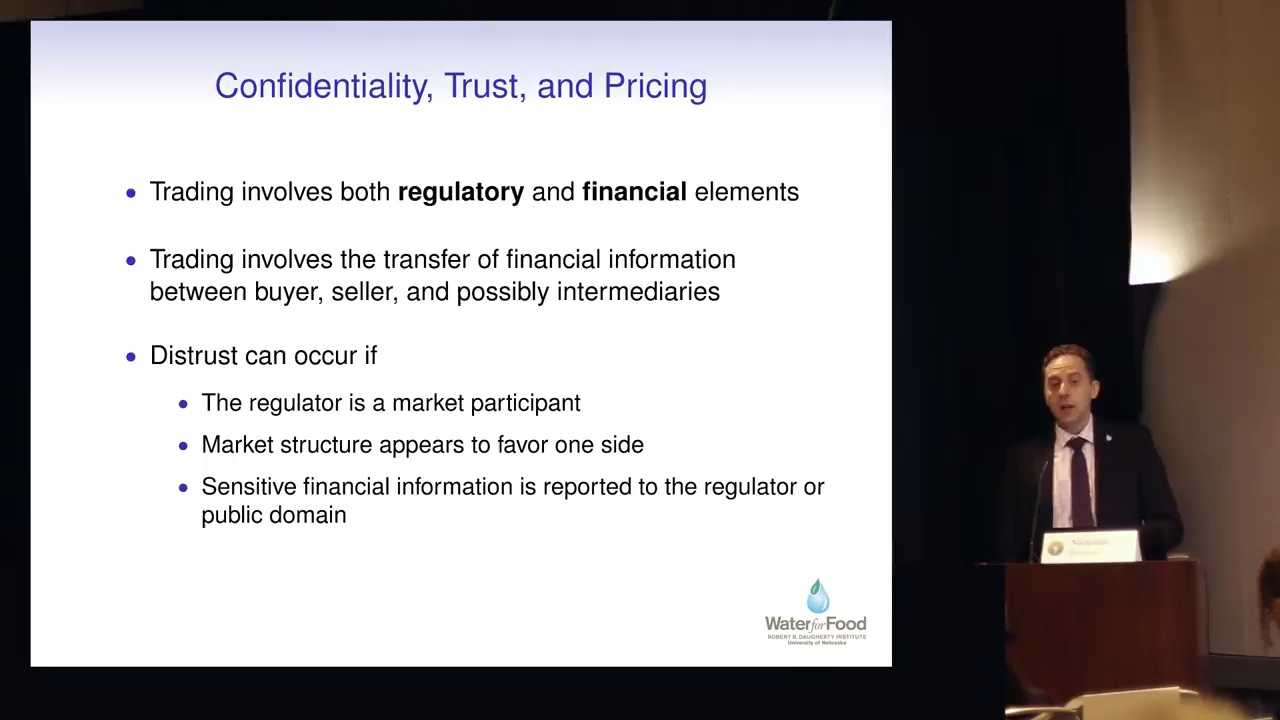 Confidentiality, Trust, and Pricing
• Trading involves both regulatory and financial elements
• Trading involves the transfer of financial information
between buyer, seller, and possibly intermediaries
• Distrust can occur if
• The regulator is a market participant
• Market structure appears to favor one side
• Sensitive financial information is reported to the regulator or
public domain
Water for Food
ROBERT B. DAUGHERTY INSTITUTE
University of Nebraska